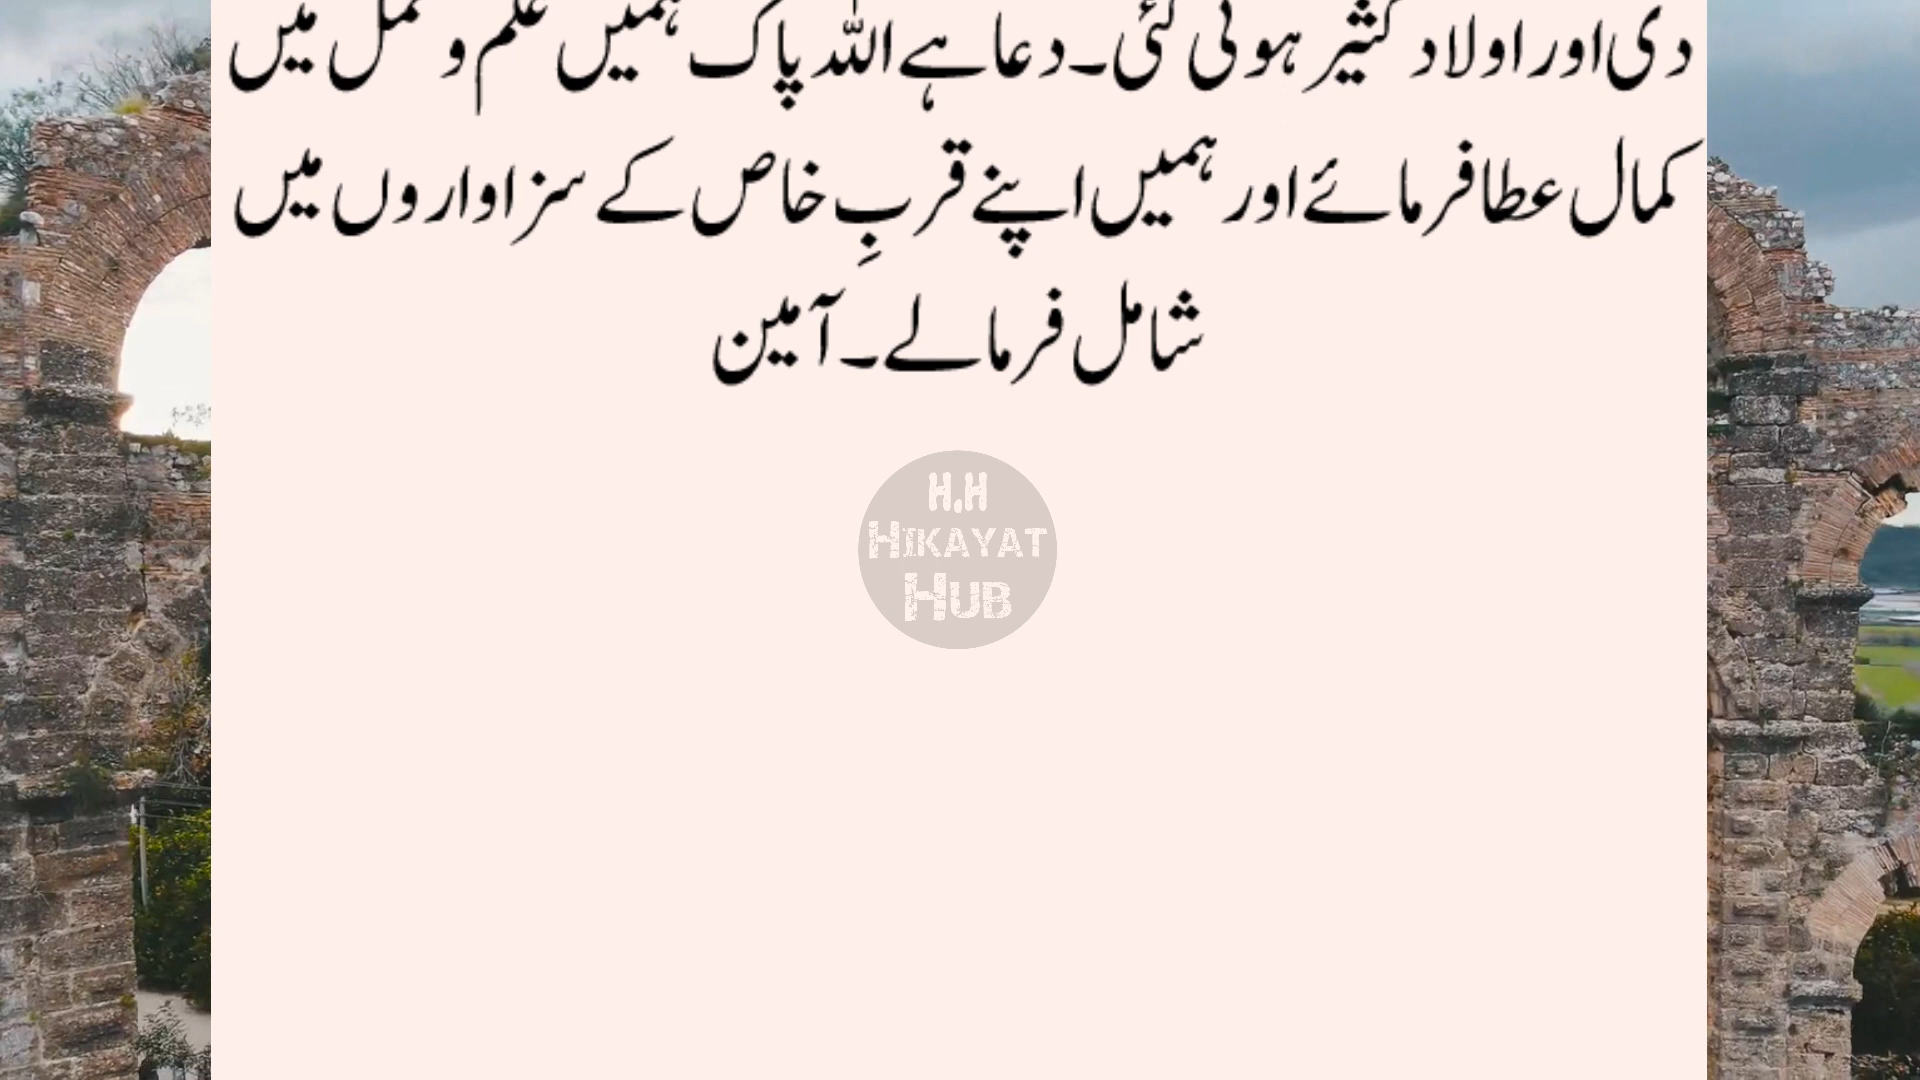 دی اور اولاد کثیر ہوتی گئی۔ دعا ہے اللہ پاک ہمیں علم و عمل میں
کمال عطا فرمائے اور ہمیں اپنے قربِ خاص کے سزاواروں میں
شامل فرمالے۔ آمین
H.H
HIKAYAT
HUB